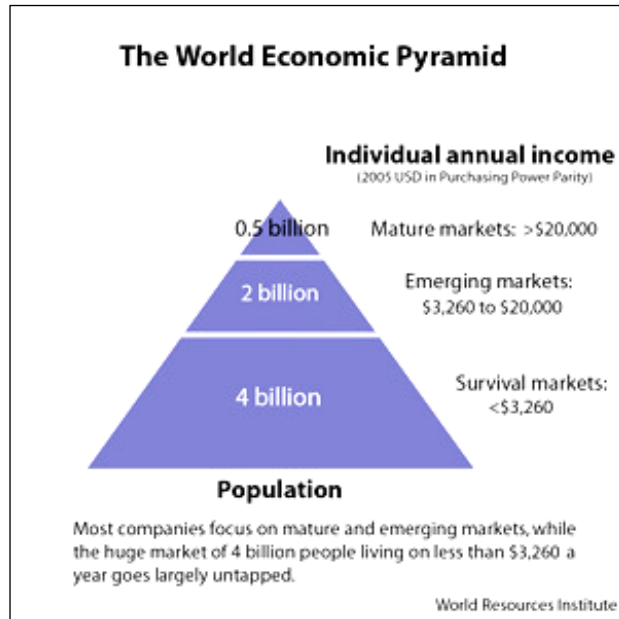 The World Economic Pyramid
Individual annual income
(2005 USD in Purchasing Power Parity)
0.5 billion
Mature markets: >$20,000
2 billion
Emerging markets:
$3,260 to $20,000
4 billion
Survival markets:
<$3,260
Population
Most companies focus on mature and emerging markets, while
the huge market of 4 billion people living on less than $3,260 a
year goes largely untapped.
World Resources Institute